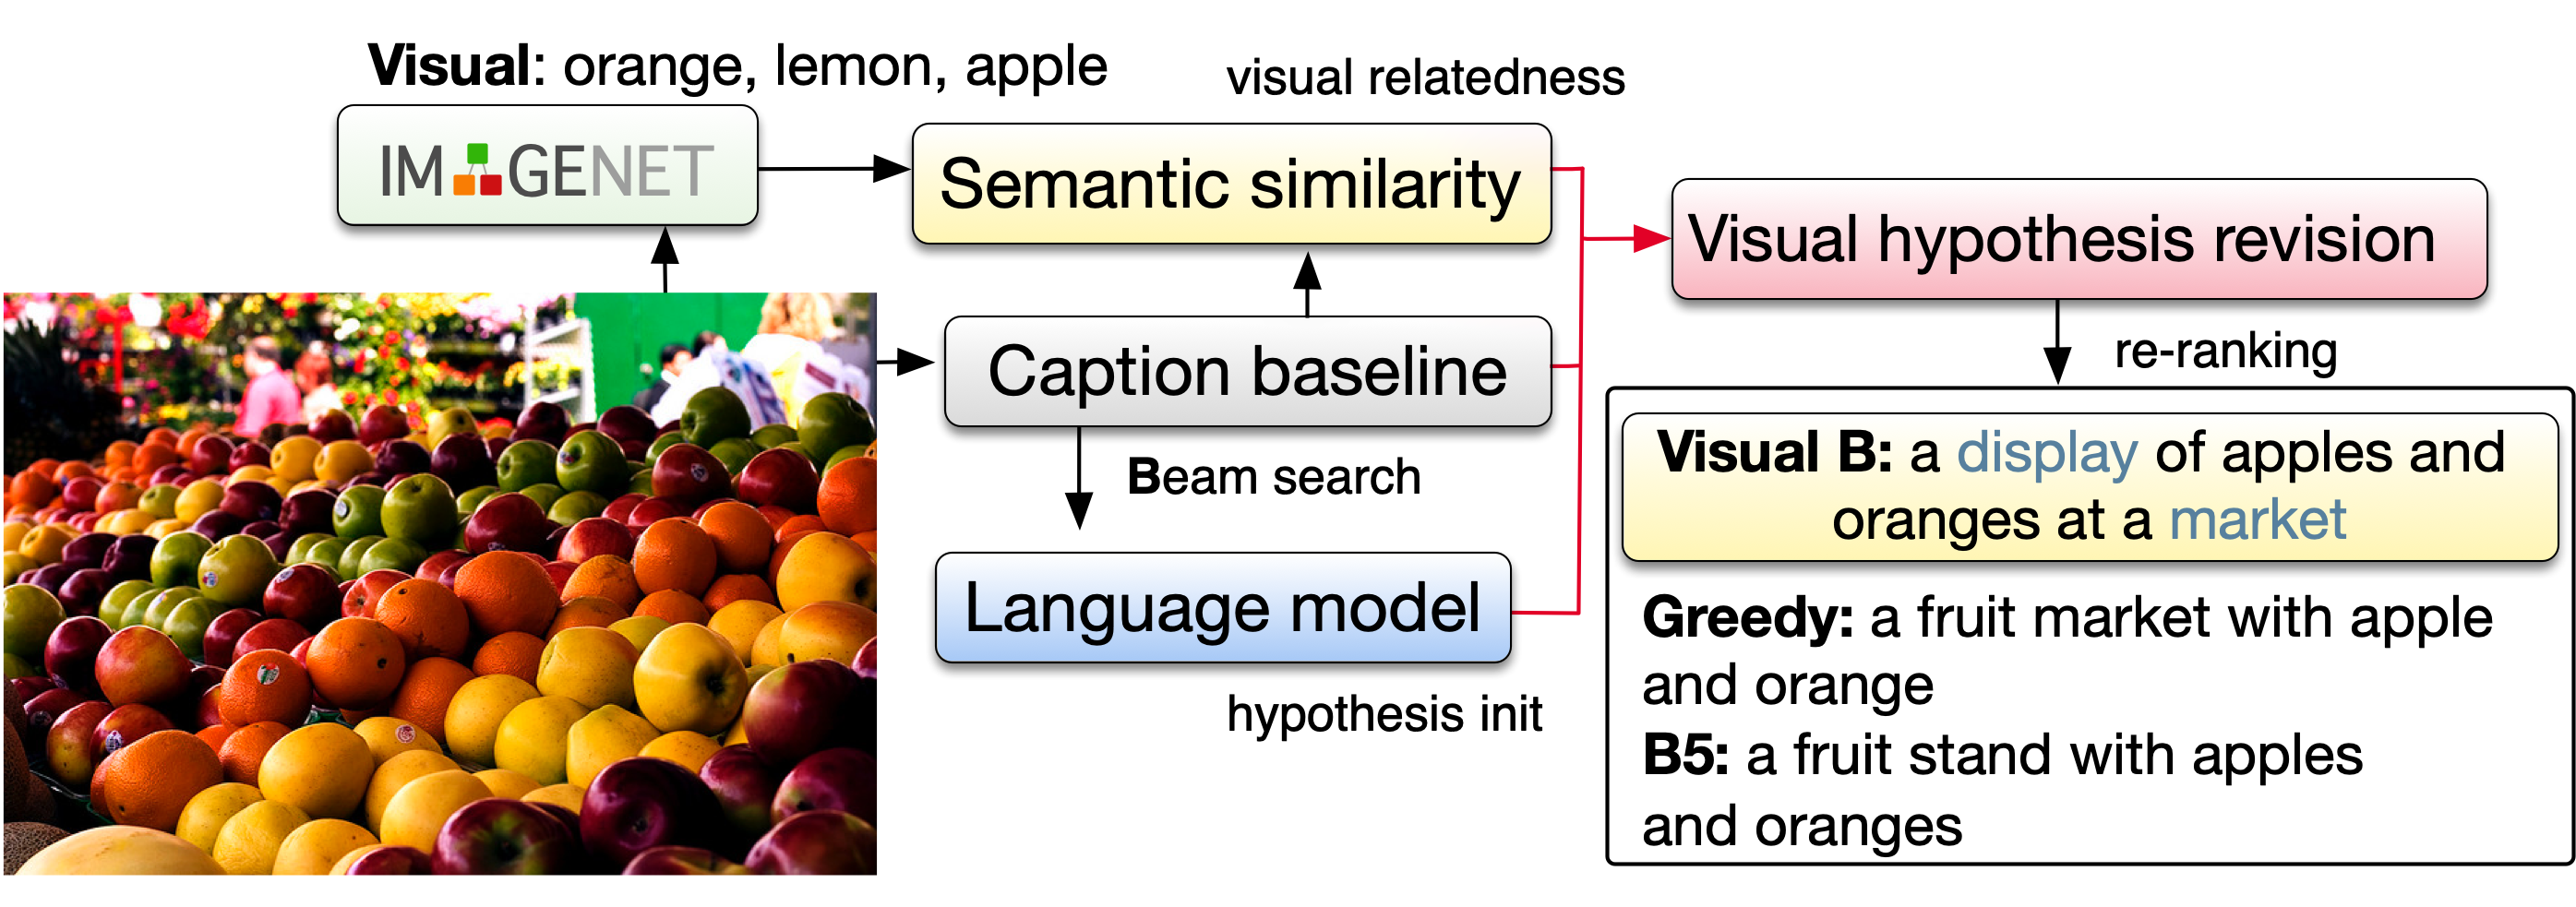 Visual: orange, lemon, apple
IMAGENET
visual relatedness
Semantic similarity
Visual hypothesis revision
Caption baseline
re-ranking
Beam search
Language model
hypothesis init
Visual B: a display of apples and
oranges at a market
Greedy: a fruit market with apple
and orange
B5: a fruit stand with apples
and oranges